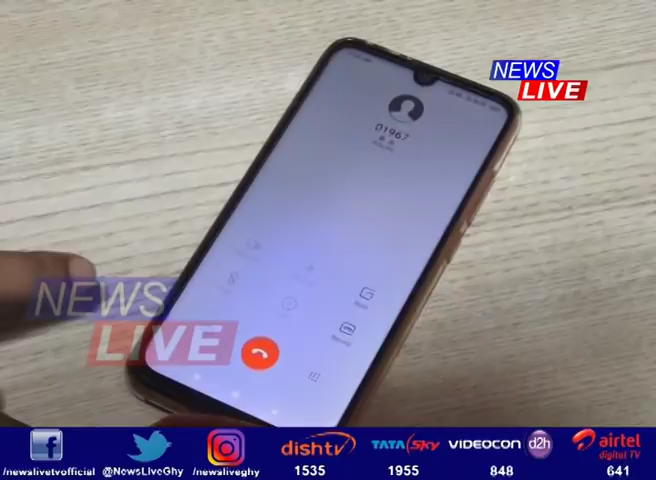 NEWS
LIVE
01967
NEWS
LIVE
/newslivetvofficial
@NewsLiveGhy
/newsliveghy
dishtv
1535
TATA sky
1955
VIDEOCON d2h
848
airtel
digital TV
641